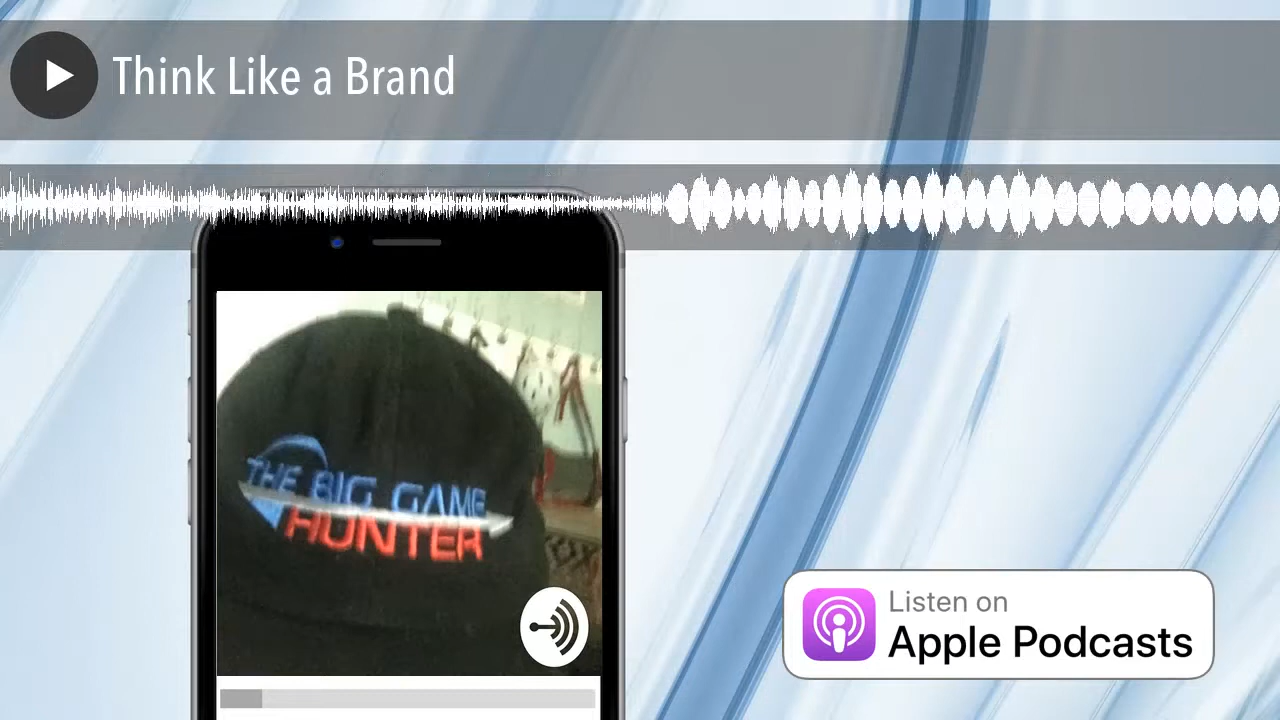 Think Like a Brand
THE BIG GAME
HUNTER
Listen on
Apple Podcasts